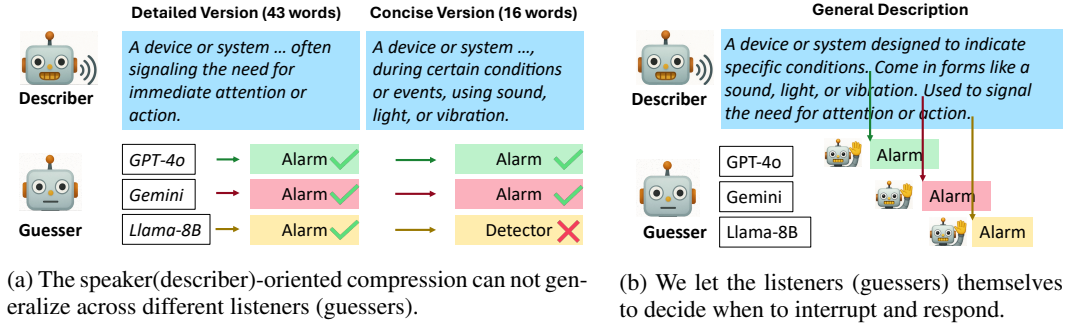 Detailed Version (43 words)
Concise Version (16 words)
A device or system … often
signaling the need for
immediate attention or
action.
A device or system …,
during certain conditions
or events, using sound,
light, or vibration.
Describer
Guesser
GPT-4o
Alarm
Alarm
Gemini
Alarm
Alarm
Llama-8B
Alarm
Detector
(a) The speaker(describer)-oriented compression can not gen-
eralize across different listeners (guessers).
General Description
A device or system designed to indicate
specific conditions. Come in forms like a
sound, light, or vibration. Used to signal
the need for attention or action.
Describer
Guesser
GPT-4o
Alarm
Gemini
Alarm
Llama-8B
Alarm
(b) We let the listeners (guessers) themselves
to decide when to interrupt and respond.